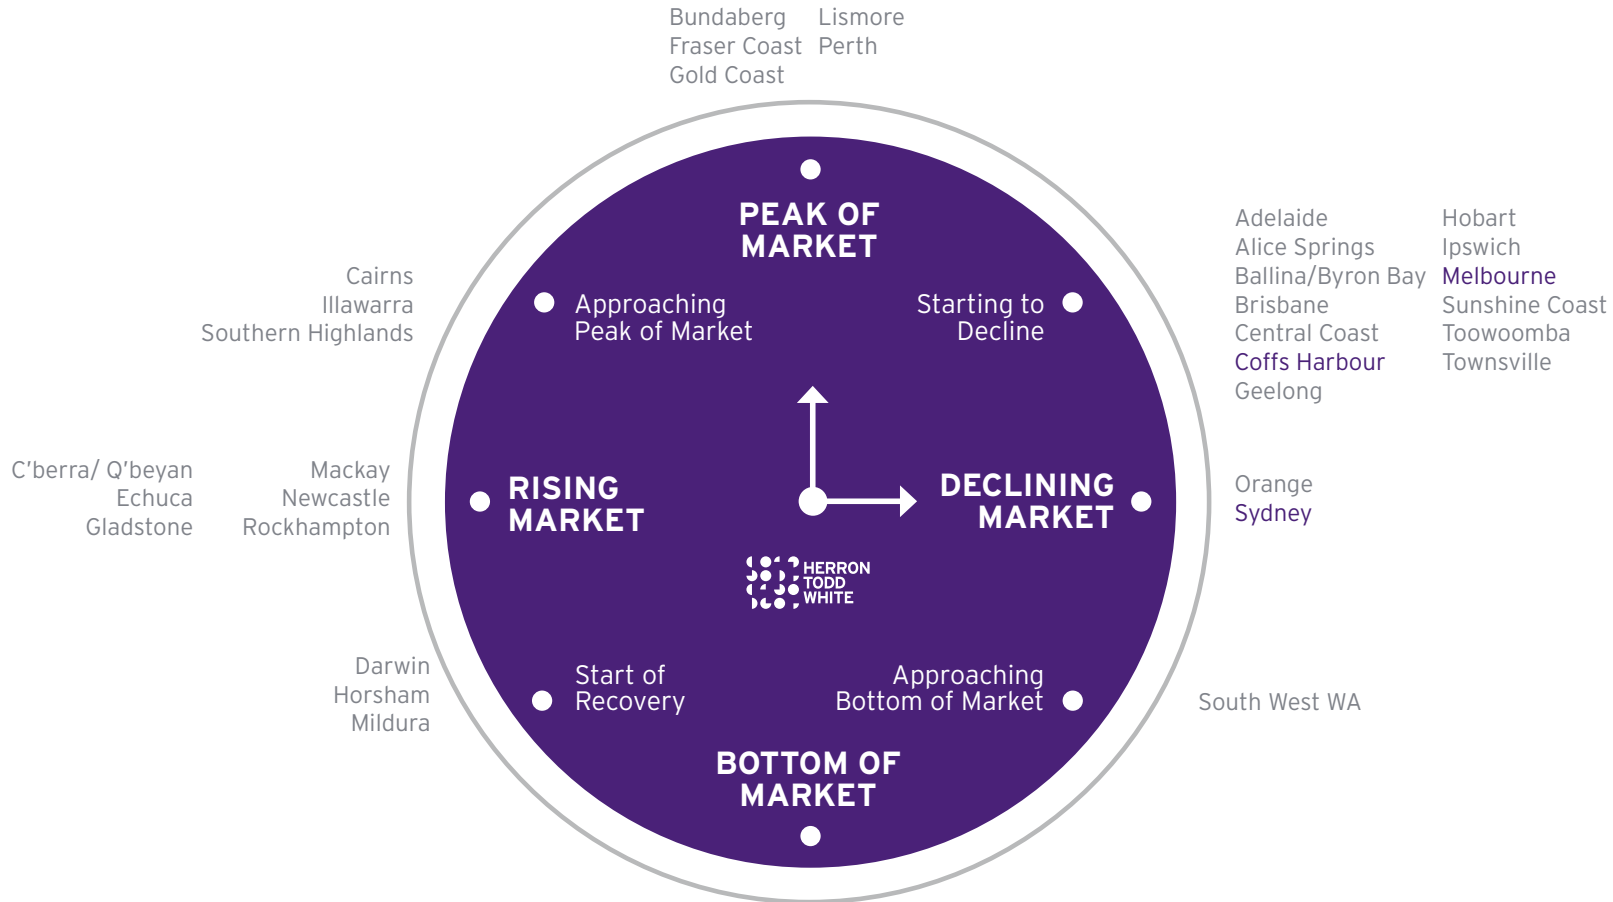 Bundaberg Lismore
Fraser Coast Perth
Gold Coast
PEAK OF
MARKET
Cairns
Illawarra
Southern Highlands
Approaching
Peak of Market
Starting to
Decline
Adelaide Hobart
Alice Springs Ipswich
Ballina/Byron Bay Melbourne
Brisbane Sunshine Coast
Central Coast Toowoomba
Coffs Harbour Townsville
Geelong
C'berra/ Q'beyan Mackay
Echuca Newcastle
Gladstone Rockhampton
RISING
MARKET
DECLINING
MARKET
Orange
Sydney
HERRON
TODD
WHITE
Darwin
Horsham
Mildura
Start of
Recovery
Approaching
Bottom of Market
South West WA
BOTTOM OF
MARKET